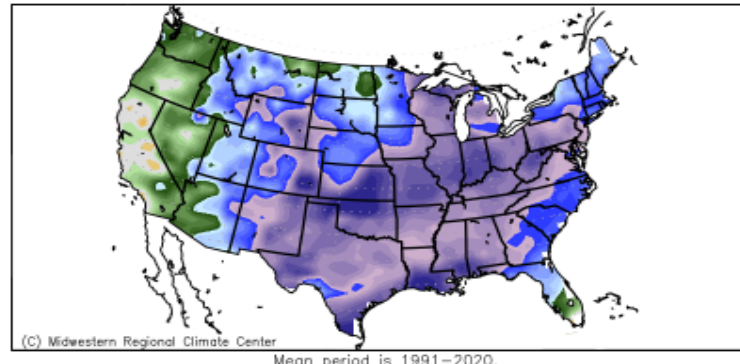 (C) Midwestern Regional Climate Center
Mean period is 1991-2020.